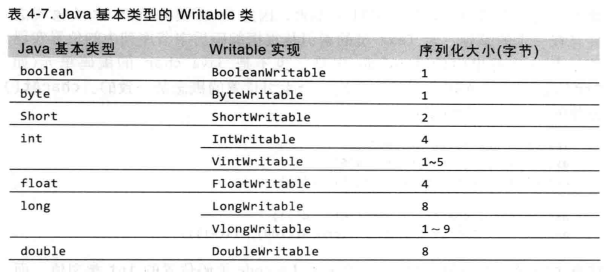 表 4-7. Java 基本类型的 Writable 类
Java 基本类型 Writable 实现 序列化大小(字节)
boolean BooleanWritable 1
byte ByteWritable 1
Short ShortWritable 2
int IntWritable 4
VintWritable 1~5
float FloatWritable 4
long LongWritable 8
VlongWritable 1～9
double DoubleWritable 8